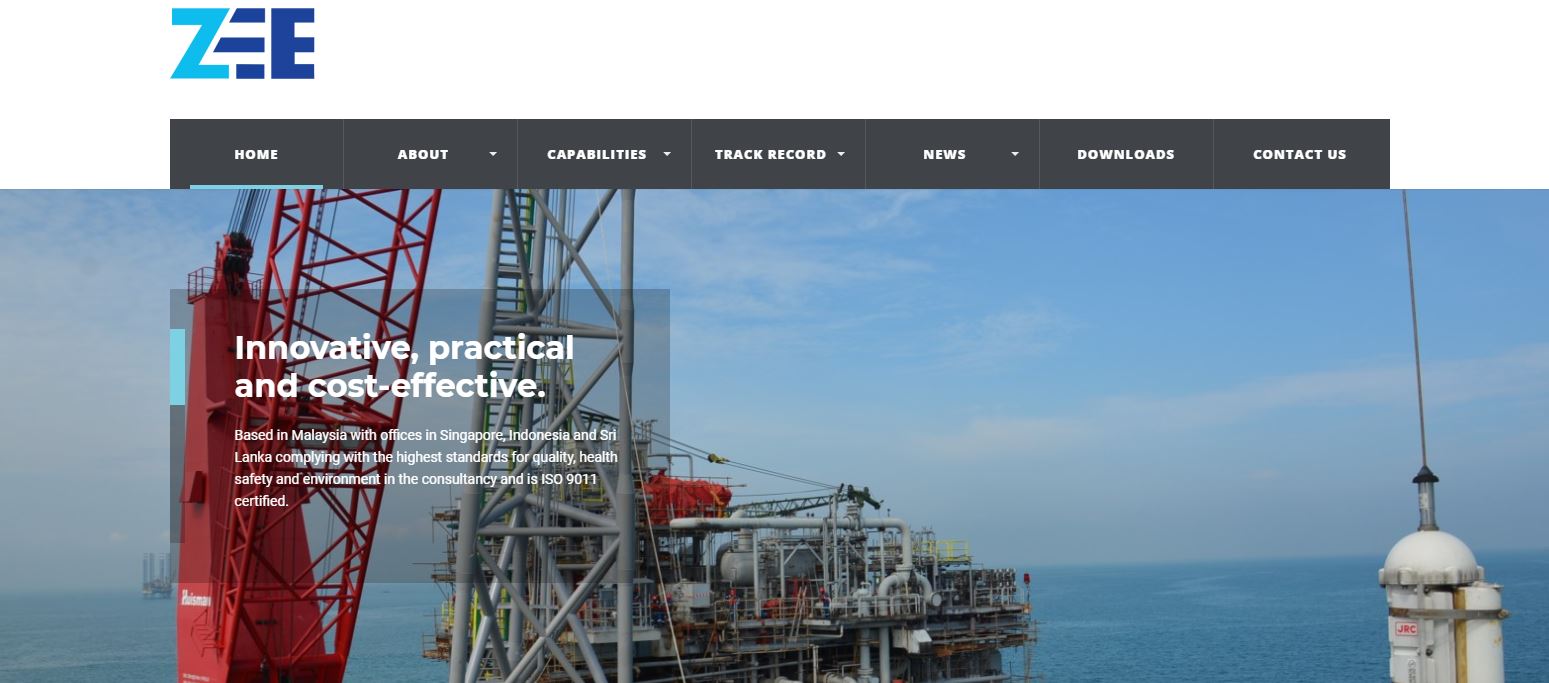 ZEE
HOME ABOUT CAPABILITIES TRACK RECORD NEWS DOWNLOADS CONTACT US
Innovative, practical
and cost-effective.
Based in Malaysia with offices in Singapore, Indonesia and Sri
Lanka complying with the highest standards for quality, health
safety and environment in the consultancy and is ISO 9011
certified.
Huisman
JRC